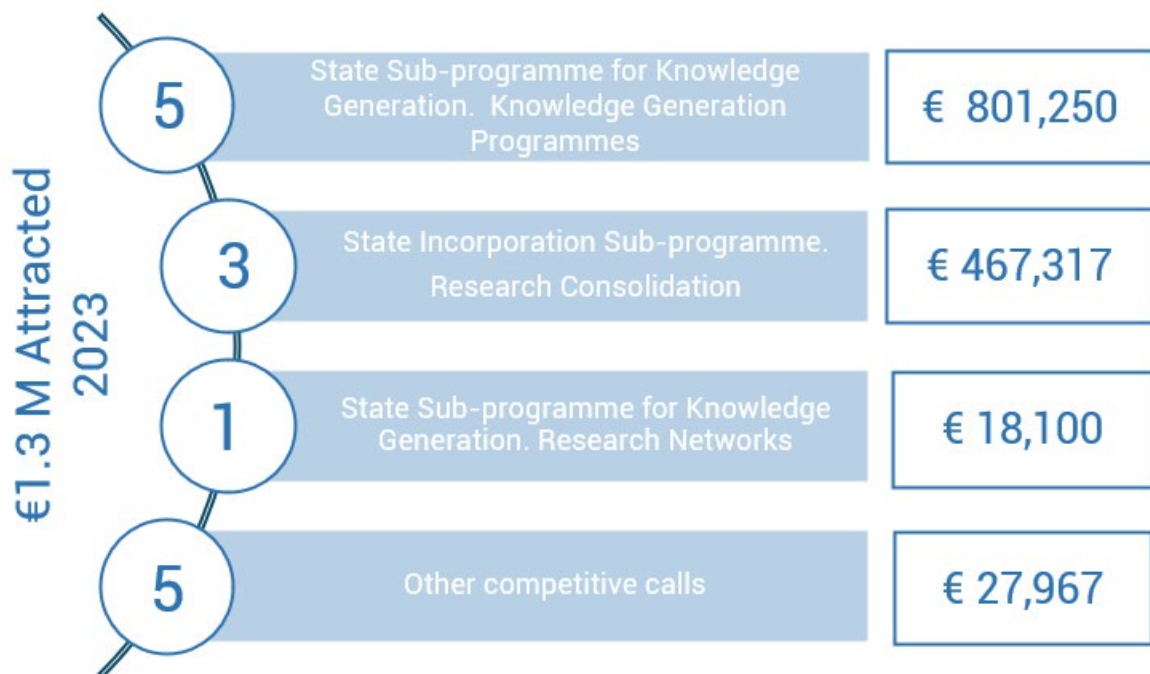 €1.3 M Attracted
2023
5
State Sub-programme for Knowledge
Generation.  Knowledge Generation
Programmes
€  801,250
3
State Incorporation Sub-programme.
Research Consolidation
€ 467,317
1
State Sub-programme for Knowledge
Generation. Research Networks
€ 18,100
5
Other competitive calls
€ 27,967